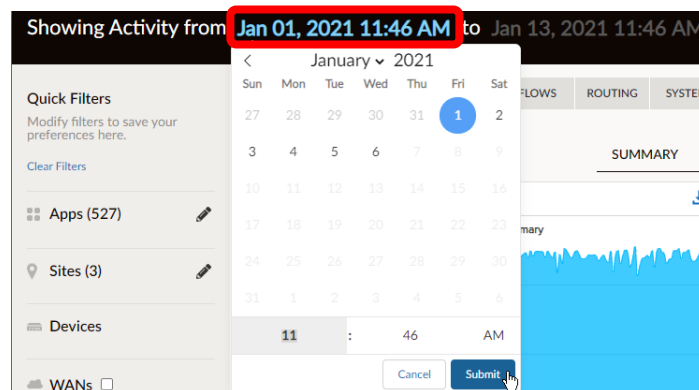 Showing Activity from Jan 01, 2021 11:46 AM to Jan 13, 2021 11:46 AM
January 2021
Sun Mon Tue Wed Thu Fri Sat
27 28 29 30 31 1 2
3 4 5 6 7 8 9
10 11 12 13 14 15 16
17 18 19 20 21 22 23
24 25 26 27 28 29 30
31 1 2 3 4 5 6
11 : 46 AM
Cancel Submit
Quick Filters
Modify filters to save your
preferences here.
Clear Filters
Apps (527)
Sites (3)
Devices
WANs
ROUTING
SUMMARY